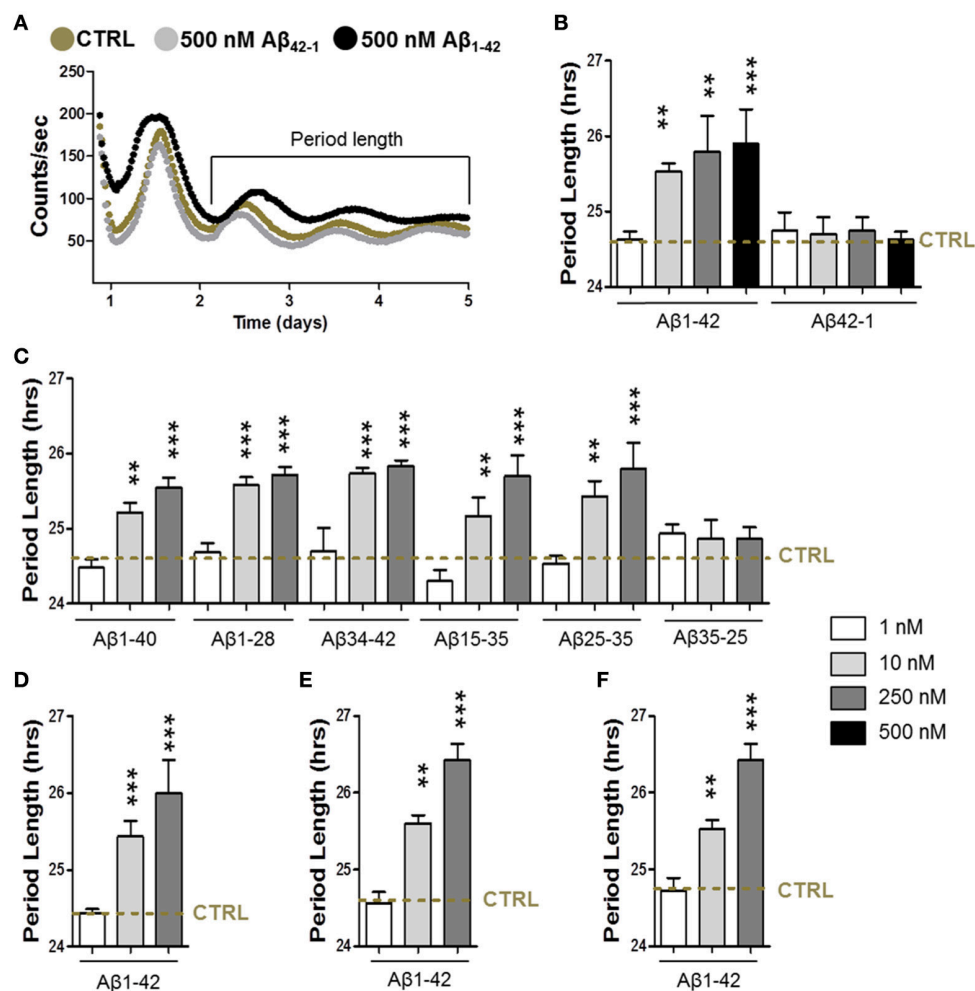 A
CTRL 500 nM Aβ42-1 500 nM Aβ1-42
250
200
150
100
50
Counts/sec
Period length
1 2 3 4 5
Time (days)
B
27
26
25
24
Period Length (hrs)
** ** ***
CTRL
Aβ1-42 Aβ42-1
C
27
26
25
24
Period Length (hrs)
** *** *** *** *** *** ** *** ** ***
CTRL
Aβ1-40 Aβ1-28 Aβ34-42 Aβ15-35 Aβ25-35 Aβ35-25
1 nM
10 nM
250 nM
500 nM
D
27
26
25
24
Period Length (hrs)
*** ***
CTRL
Aβ1-42
E
27
26
25
24
Period Length (hrs)
** ***
CTRL
Aβ1-42
F
27
26
25
24
Period Length (hrs)
** ***
CTRL
Aβ1-42